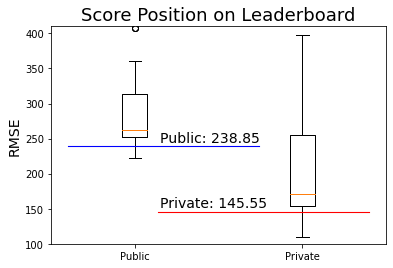 Score Position on Leaderboard
400
350
300
250
200
150
100
RMSE
Public: 238.85
Private: 145.55
Public
Private